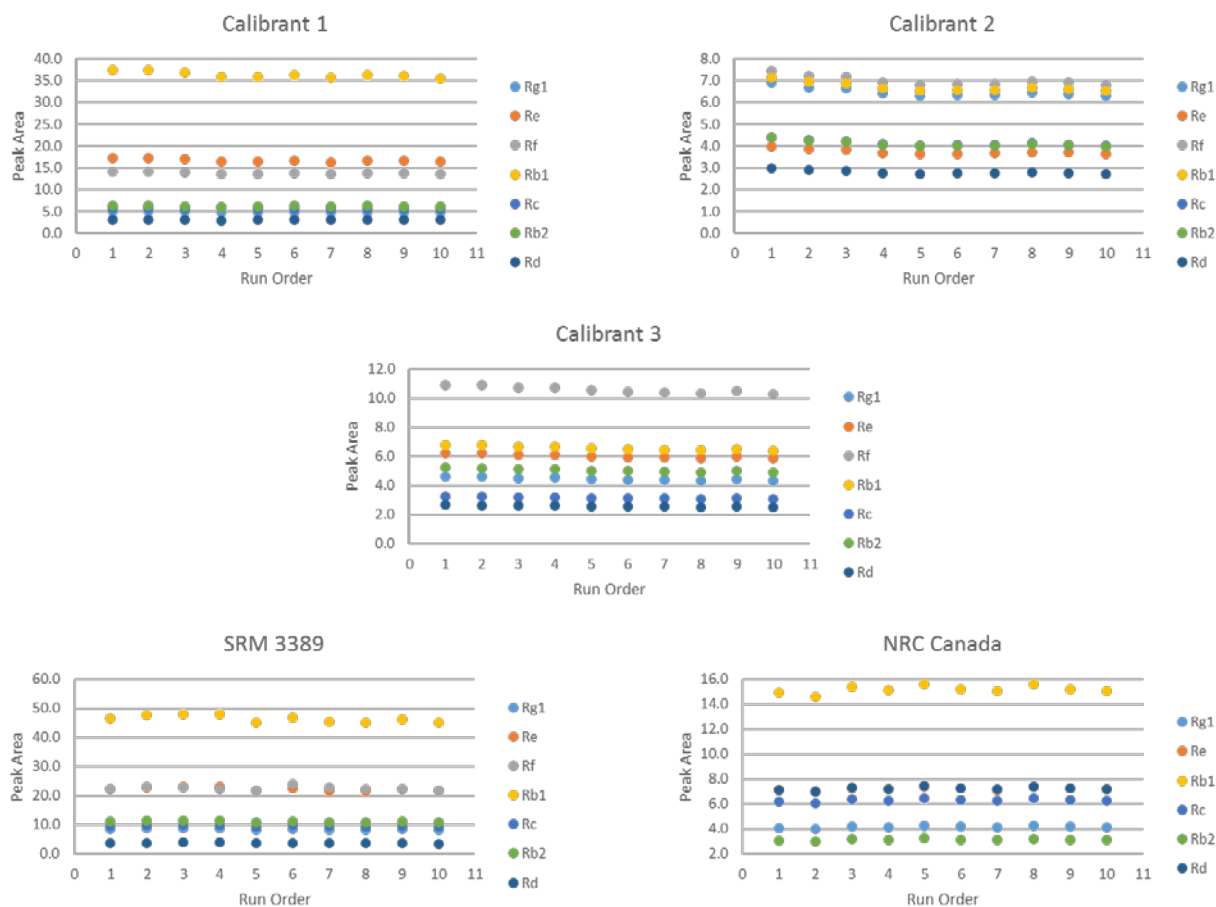 Calibrant 1
40.0
35.0
30.0
25.0
20.0
15.0
10.0
5.0
0.0
Peak Area
0 1 2 3 4 5 6 7 8 9 10 11
Run Order
Rg1
Re
Rf
Rb1
Rc
Rb2
Rd
Calibrant 2
8.0
7.0
6.0
5.0
4.0
3.0
2.0
1.0
0.0
Peak Area
0 1 2 3 4 5 6 7 8 9 10 11
Run Order
Rg1
Re
Rf
Rb1
Rc
Rb2
Rd
Calibrant 3
12.0
10.0
8.0
6.0
4.0
2.0
0.0
Peak Area
0 1 2 3 4 5 6 7 8 9 10 11
Run Order
Rg1
Re
Rf
Rb1
Rc
Rb2
Rd
SRM 3389
60.0
50.0
40.0
30.0
20.0
10.0
0.0
Peak Area
0 1 2 3 4 5 6 7 8 9 10 11
Run Order
Rg1
Re
Rf
Rb1
Rc
Rb2
Rd
NRC Canada
16.0
14.0
12.0
10.0
8.0
6.0
4.0
2.0
Peak Area
0 1 2 3 4 5 6 7 8 9 10 11
Run Order
Rg1
Re
Rb1
Rc
Rb2
Rd